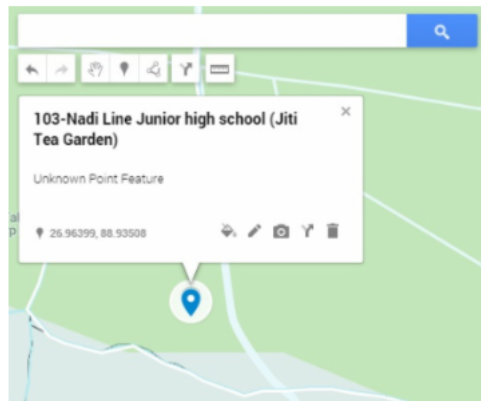 103-Nadi Line Junior high school (Jiti
Tea Garden)
Unknown Point Feature
26.96399, 88.93508